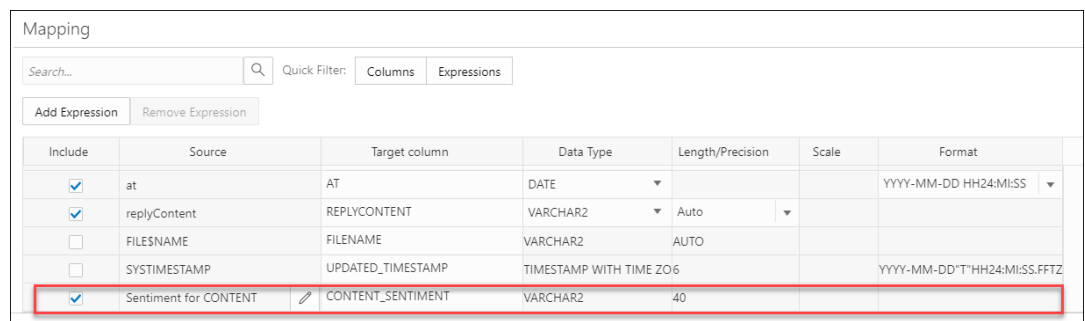 Mapping
Search... Quick Filter: Columns Expressions
Add Expression Remove Expression
Include Source Target column Data Type Length/Precision Scale Format
at AT DATE YYYY-MM-DD HH24:MI:SS
replyContent REPLYCONTENT VARCHAR2 Auto
FILE$NAME FILENAME VARCHAR2 AUTO
SYSTIMESTAMP UPDATED_TIMESTAMP TIMESTAMP WITH TIME ZO 6 YYYY-MM-DD"T"HH24:MI:SS.FFTZ
Sentiment for CONTENT CONTENT_SENTIMENT VARCHAR2 40